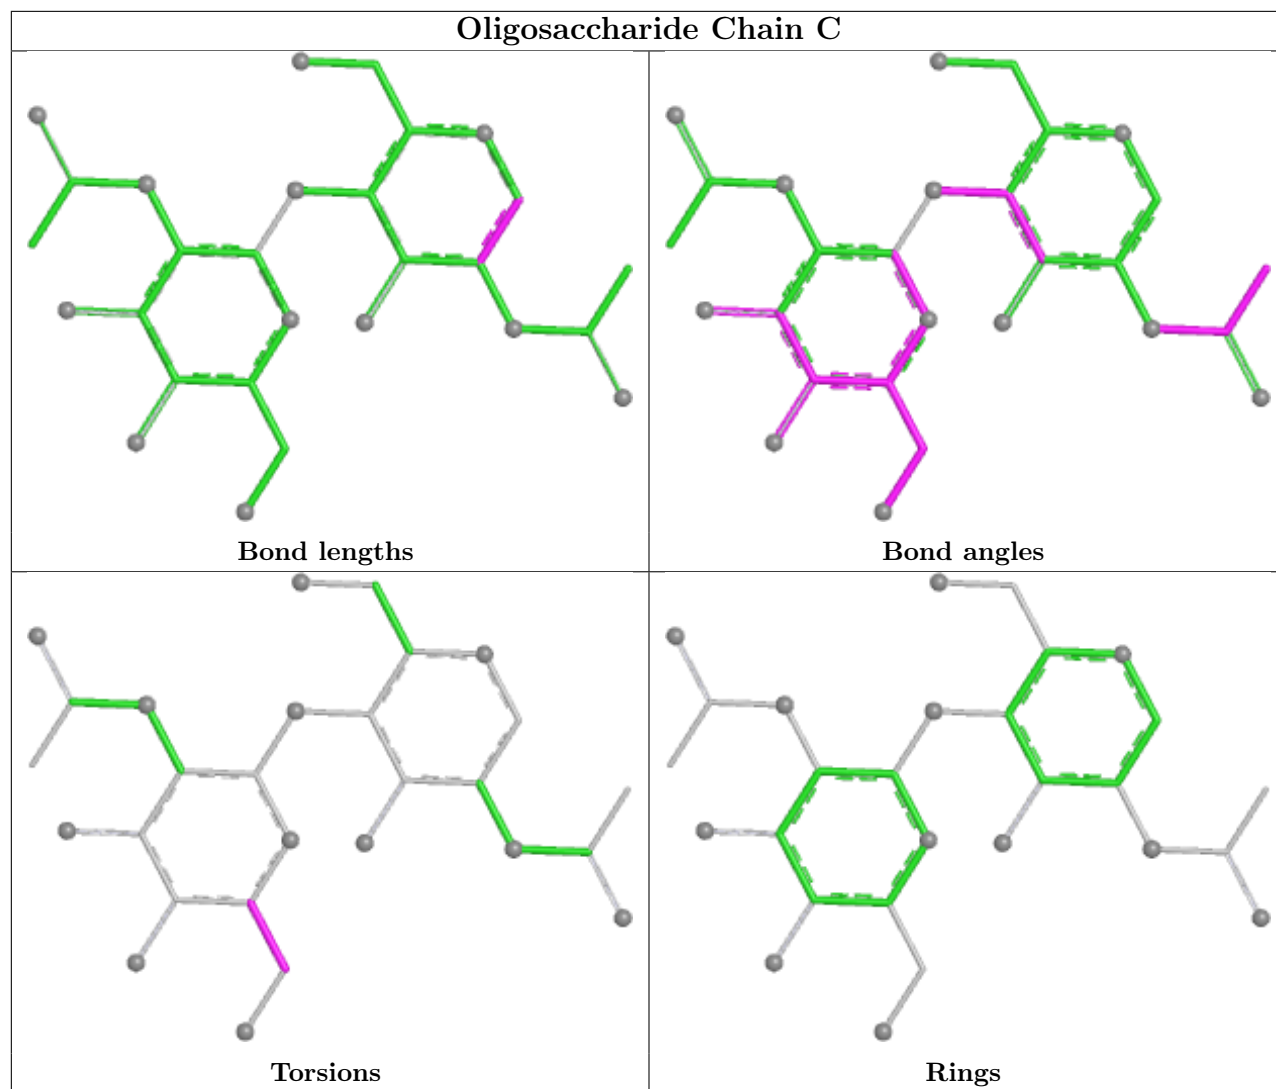 Oligosaccharide Chain C
Bond lengths
Bond angles
Torsions
Rings